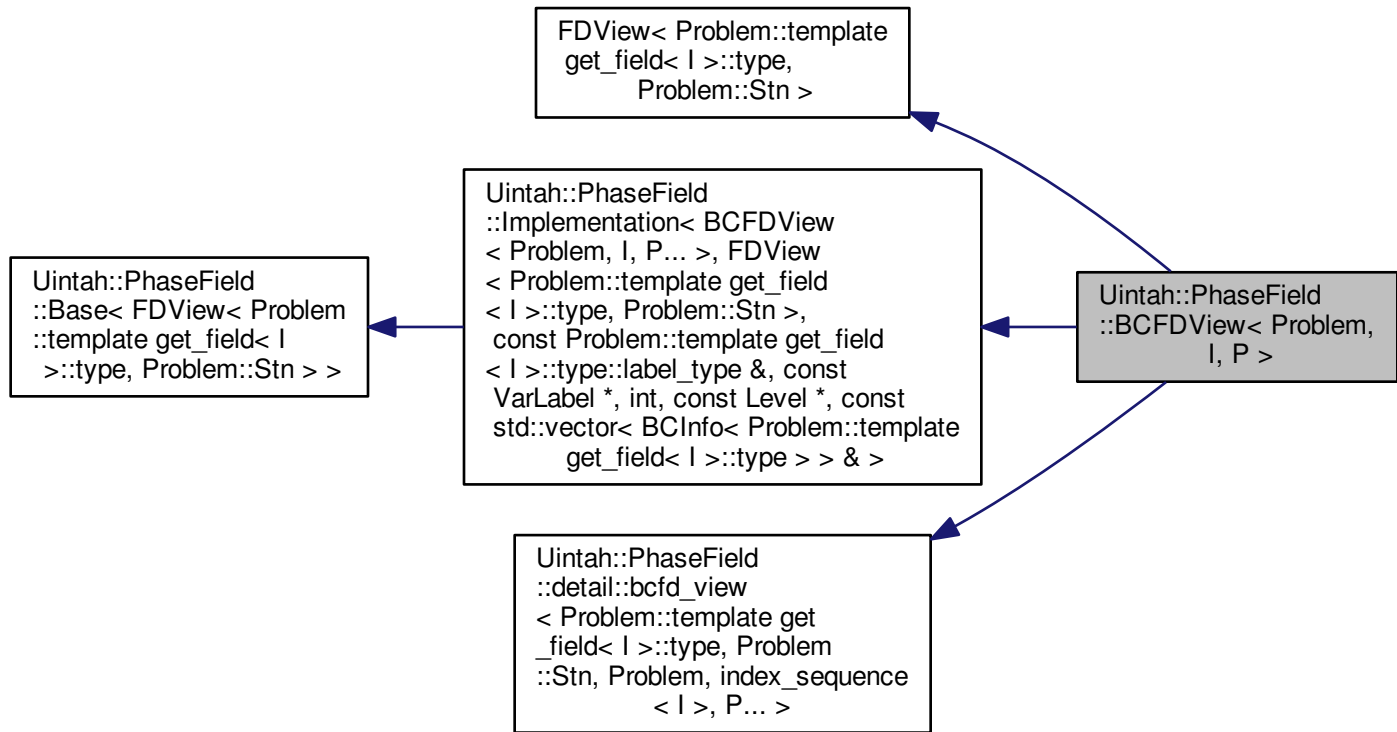 FDView< Problem::template
get_field< I >::type,
Problem::Stn >
Uintah::PhaseField
::Implementation< BCFDView
< Problem, I, P... >, FDView
< Problem::template get_field
< I >::type, Problem::Stn >,
const Problem::template get_field
< I >::type::label_type &, const
VarLabel *, int, const Level *, const
std::vector< BCInfo< Problem::template
get_field< I >::type > > & >
Uintah::PhaseField
::Base< FDView< Problem
::template get_field< I
>::type, Problem::Stn > >
Uintah::PhaseField
::BCFDView< Problem,
I, P >
Uintah::PhaseField
::detail::bcfd_view
< Problem::template get
_field< I >::type, Problem
::Stn, Problem, index_sequence
< I >, P... >